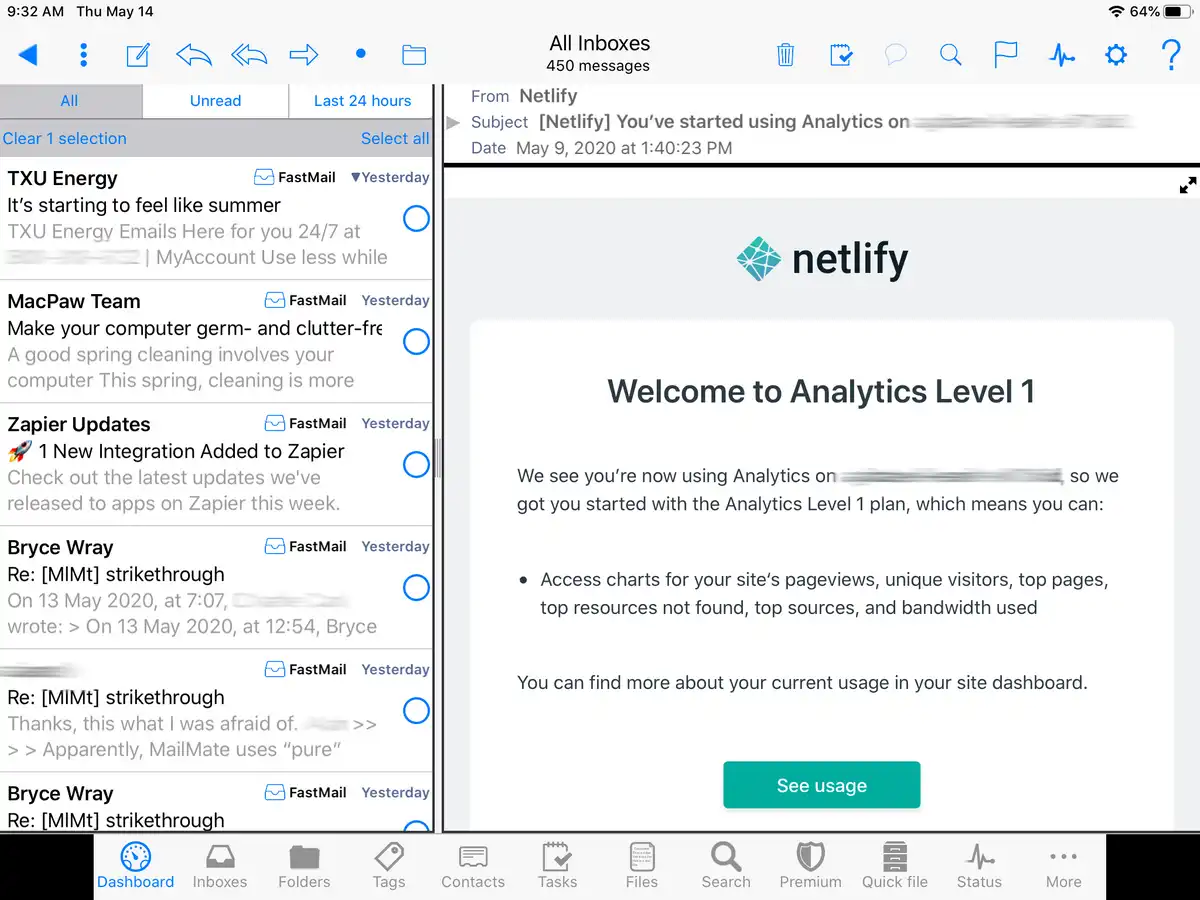 9:32 AM Thu May 14
64%
All Inboxes
450 messages
All
Unread
Last 24 hours
Clear 1 selection
Select all
TXU Energy
FastMail
▼Yesterday
It’s starting to feel like summer
TXU Energy Emails Here for you 24/7 at
| MyAccount Use less while
MacPaw Team
FastMail
Yesterday
Make your computer germ- and clutter-fre
A good spring cleaning involves your
computer This spring, cleaning is more
Zapier Updates
FastMail
Yesterday
🚀 1 New Integration Added to Zapier
Check out the latest updates we've
released to apps on Zapier this week.
Bryce Wray
FastMail
Yesterday
Re: [MlMt] strikethrough
On 13 May 2020, at 7:07,
wrote: > On 13 May 2020, at 12:54, Bryce
FastMail
Yesterday
Re: [MlMt] strikethrough
Thanks, this what I was afraid of. >>
> > Apparently, MailMate uses “pure”
Bryce Wray
FastMail
Yesterday
Re: [MlMt] strikethrough
From Netlify
Subject [Netlify] You’ve started using Analytics on
Date May 9, 2020 at 1:40:23 PM
netlify
Welcome to Analytics Level 1
We see you’re now using Analytics on , so we
got you started with the Analytics Level 1 plan, which means you can:
• Access charts for your site’s pageviews, unique visitors, top pages,
top resources not found, top sources, and bandwidth used
You can find more about your current usage in your site dashboard.
See usage
Dashboard
Inboxes
Folders
Tags
Contacts
Tasks
Files
Search
Premium
Quick file
Status
More